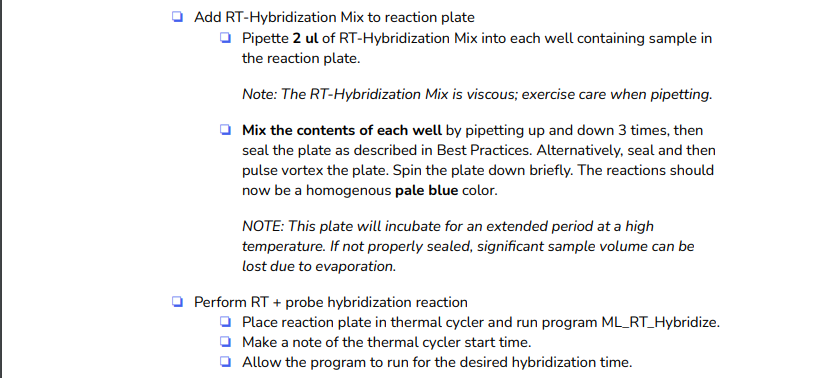 Add RT-Hybridization Mix to reaction plate
Pipette 2 ul of RT-Hybridization Mix into each well containing sample in
the reaction plate.
Note: The RT-Hybridization Mix is viscous; exercise care when pipetting.
Mix the contents of each well by pipetting up and down 3 times, then
seal the plate as described in Best Practices. Alternatively, seal and then
pulse vortex the plate. Spin the plate down briefly. The reactions should
now be a homogenous pale blue color.
NOTE: This plate will incubate for an extended period at a high
temperature. If not properly sealed, significant sample volume can be
lost due to evaporation.
Perform RT + probe hybridization reaction
Place reaction plate in thermal cycler and run program ML_RT_Hybridize.
Make a note of the thermal cycler start time.
Allow the program to run for the desired hybridization time.